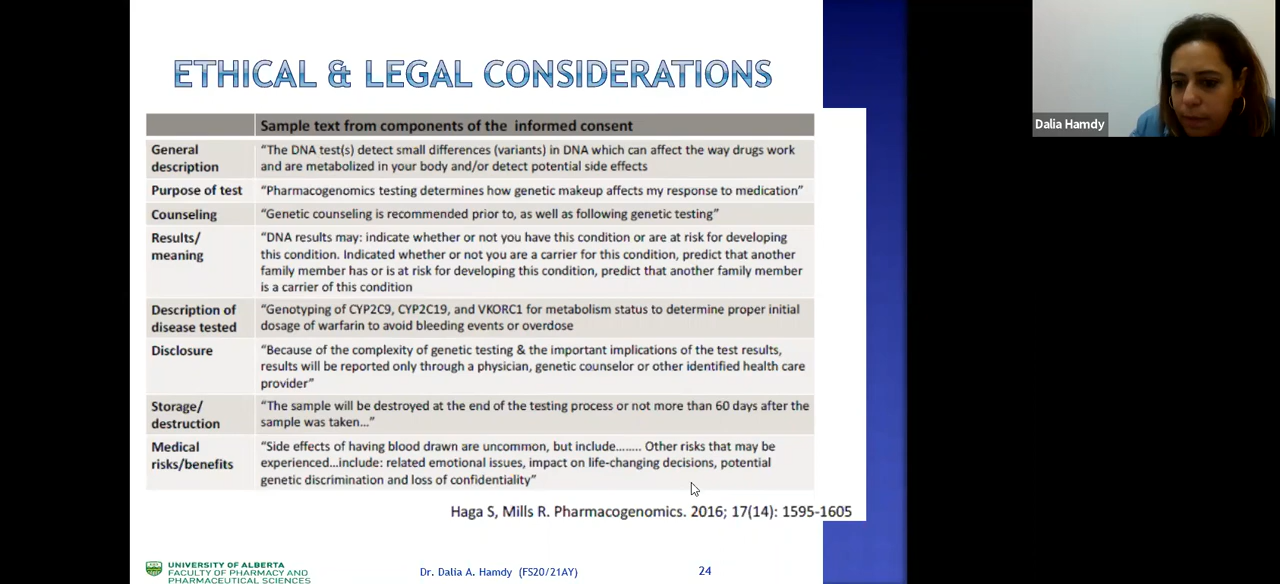 ETHICAL & LEGAL CONSIDERATIONS
Dalia Hamdy
Sample text from components of the  informed consent
General
description
“The DNA test(s) detect small differences (variants) in DNA which can affect the way drugs work
and are metabolized in your body and/or detect potential side effects
Purpose of test
“Pharmacogenomics testing determines how genetic makeup affects my response to medication”
Counseling
“Genetic counseling is recommended prior to, as well as following genetic testing”
Results/
meaning
“DNA results may: indicate whether or not you have this condition or are at risk for developing
this condition. Indicated whether or not you are a carrier for this condition, predict that another
family member has or is at risk for developing this condition, predict that another family member
is a carrier of this condition
Description of
disease tested
“Genotyping of CYP2C9, CYP2C19, and VKORC1 for metabolism status to determine proper initial
dosage of warfarin to avoid bleeding events or overdose
Disclosure
“Because of the complexity of genetic testing & the important implications of the test results,
results will be reported only through a physician, genetic counselor or other identified health care
provider”
Storage/
destruction
“The sample will be destroyed at the end of the testing process or not more than 60 days after the
sample was taken…”
Medical
risks/benefits
“Side effects of having blood drawn are uncommon, but include…….. Other risks that may be
experienced…include: related emotional issues, impact on life-changing decisions, potential
genetic discrimination and loss of confidentiality”
Haga S, Mills R. Pharmacogenomics. 2016; 17(14): 1595-1605
UNIVERSITY OF ALBERTA
FACULTY OF PHARMACY AND
PHARMACEUTICAL SCIENCES
Dr. Dalia A. Hamdy  (FS20/21AY)
24